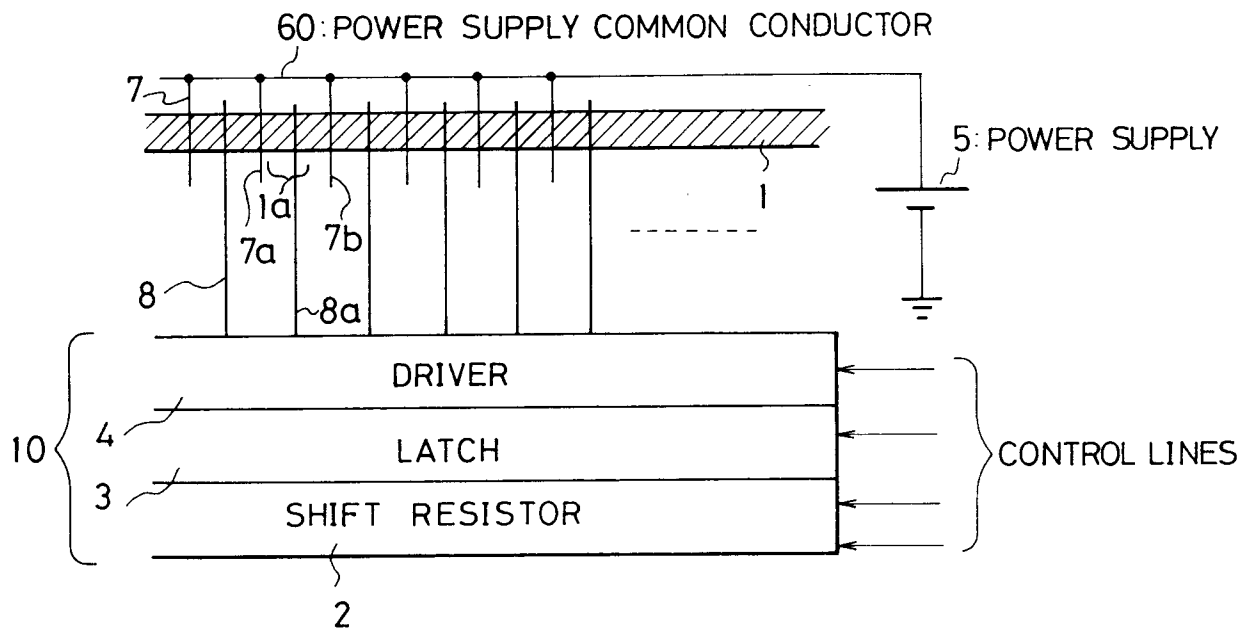 60: POWER SUPPLY COMMON CONDUCTOR
7
5: POWER SUPPLY
1
7a
1a
7b
8
8a
DRIVER
10
4
LATCH
CONTROL LINES
3
SHIFT RESISTOR
2